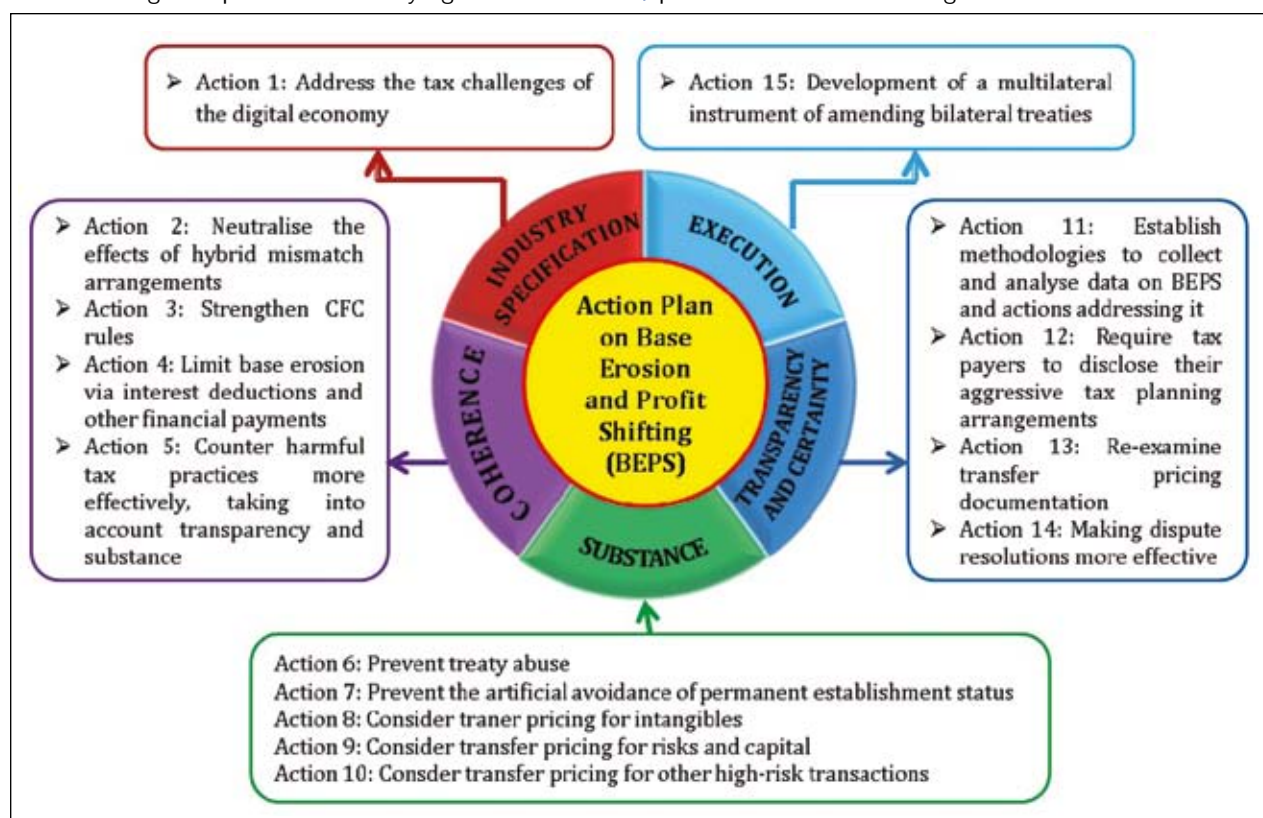 Action 1: Address the tax challenges of
the digital economy
Action 15: Development of a multilateral
instrument of amending bilateral treaties
Action 2: Neutralise the
effects of hybrid mismatch
arrangements
Action 3: Strengthen CFC
rules
Action 4: Limit base erosion
via interest deductions and
other financial payments
Action 5: Counter harmful
tax practices more
effectively, taking into
account transparency and
substance
INDUSTRY
SPECIFICATION
EXECUTION
COHERENCE
TRANSPARENCY
AND CERTAINTY
SUBSTANCE
Action Plan
on Base
Erosion
and Profit
Shifting
(BEPS)
Action 11: Establish
methodologies to collect
and analyse data on BEPS
and actions addressing it
Action 12: Require tax
payers to disclose their
aggressive tax planning
arrangements
Action 13: Re-examine
transfer pricing
documentation
Action 14: Making dispute
resolutions more effective
Action 6: Prevent treaty abuse
Action 7: Prevent the artificial avoidance of permanent establishment status
Action 8: Consider traner pricing for intangibles
Action 9: Consider transfer pricing for risks and capital
Action 10: Consder transfer pricing for other high-risk transactions